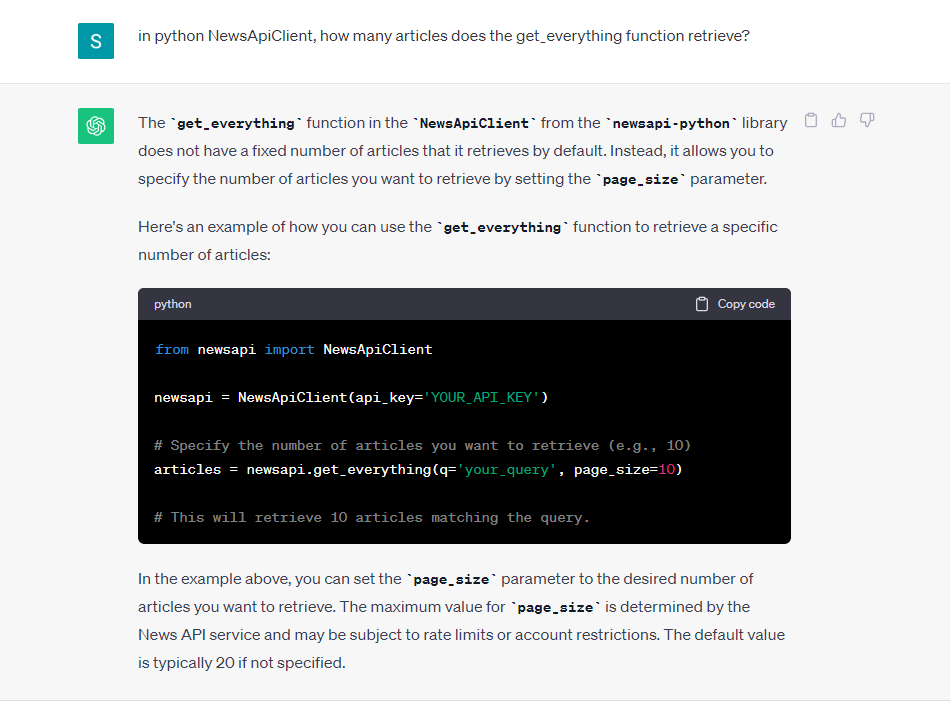 S
in python NewsApiClient, how many articles does the get_everything function retrieve?
The `get_everything` function in the `NewsApiClient` from the `newsapi-python` library
does not have a fixed number of articles that it retrieves by default. Instead, it allows you to
specify the number of articles you want to retrieve by setting the `page_size` parameter.
Here's an example of how you can use the `get_everything` function to retrieve a specific
number of articles:
python Copy code
from newsapi import NewsApiClient
newsapi = NewsApiClient(api_key='YOUR_API_KEY')
# Specify the number of articles you want to retrieve (e.g., 10)
articles = newsapi.get_everything(q='your_query', page_size=10)
# This will retrieve 10 articles matching the query.
In the example above, you can set the `page_size` parameter to the desired number of
articles you want to retrieve. The maximum value for `page_size` is determined by the
News API service and may be subject to rate limits or account restrictions. The default value
is typically 20 if not specified.